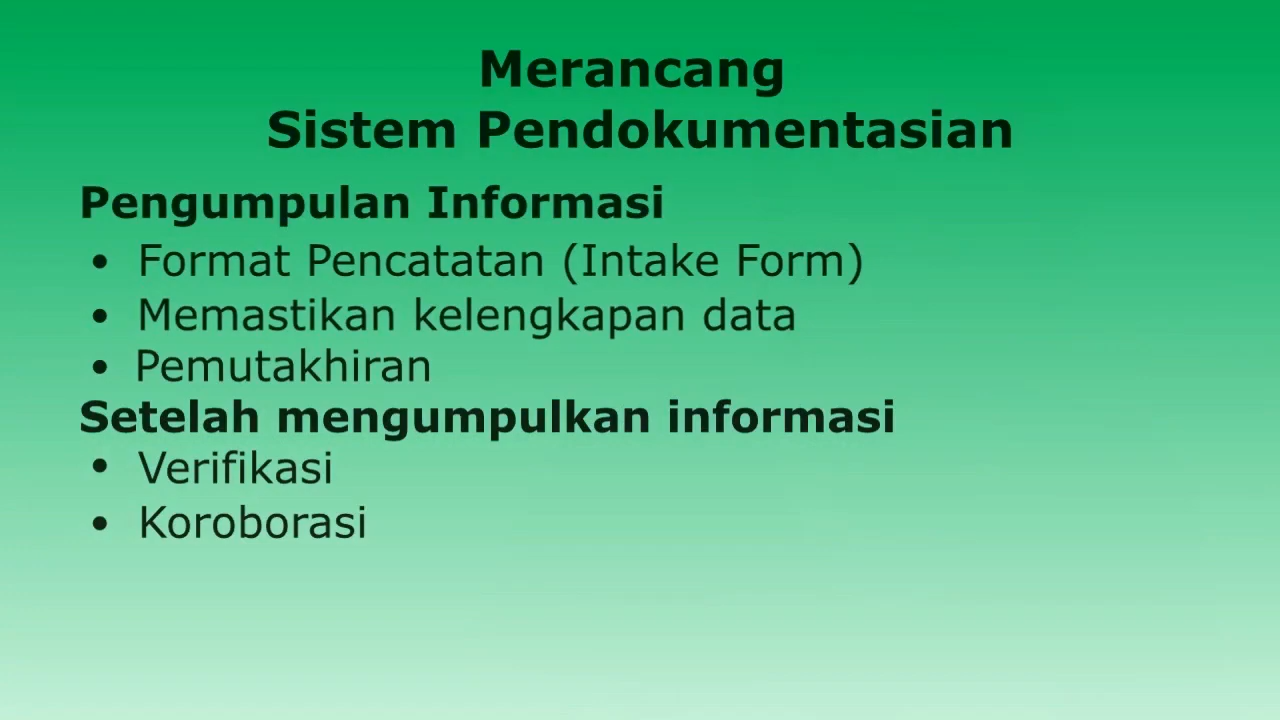 Merancang
Sistem Pendokumentasian
Pengumpulan Informasi
• Format Pencatatan (Intake Form)
• Memastikan kelengkapan data
• Pemutakhiran
Setelah mengumpulkan informasi
• Verifikasi
• Koroborasi